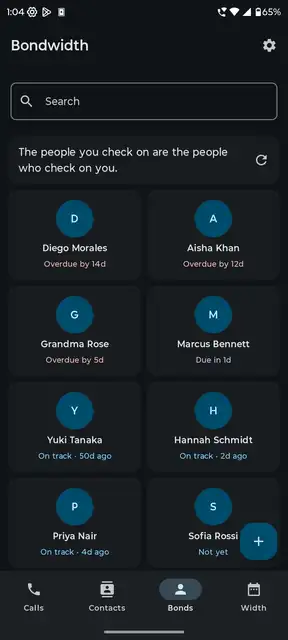 1:04
65%
Bondwidth
Search
The people you check on are the people
who check on you.
D
Diego Morales
Overdue by 14d
A
Aisha Khan
Overdue by 12d
G
Grandma Rose
Overdue by 5d
M
Marcus Bennett
Due in 1d
Y
Yuki Tanaka
On track · 50d ago
H
Hannah Schmidt
On track · 2d ago
P
Priya Nair
On track · 4d ago
S
Sofia Rossi
Not yet
+
Calls
Contacts
Bonds
Width